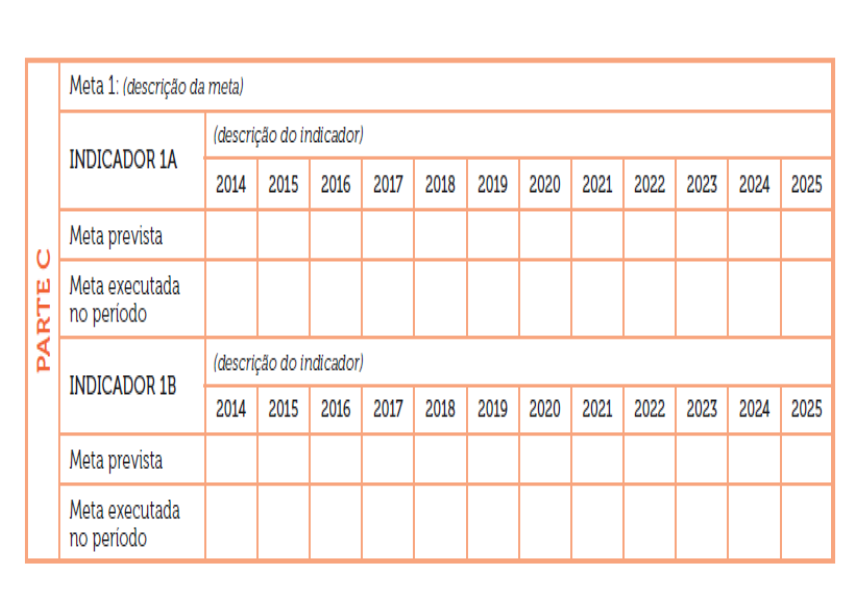 PARTE C
Meta 1: (descrição da meta)
INDICADOR 1A
(descrição do indicador)
2014 2015 2016 2017 2018 2019 2020 2021 2022 2023 2024 2025
Meta prevista
Meta executada
no período
INDICADOR 1B
(descrição do indicador)
2014 2015 2016 2017 2018 2019 2020 2021 2022 2023 2024 2025
Meta prevista
Meta executada
no período